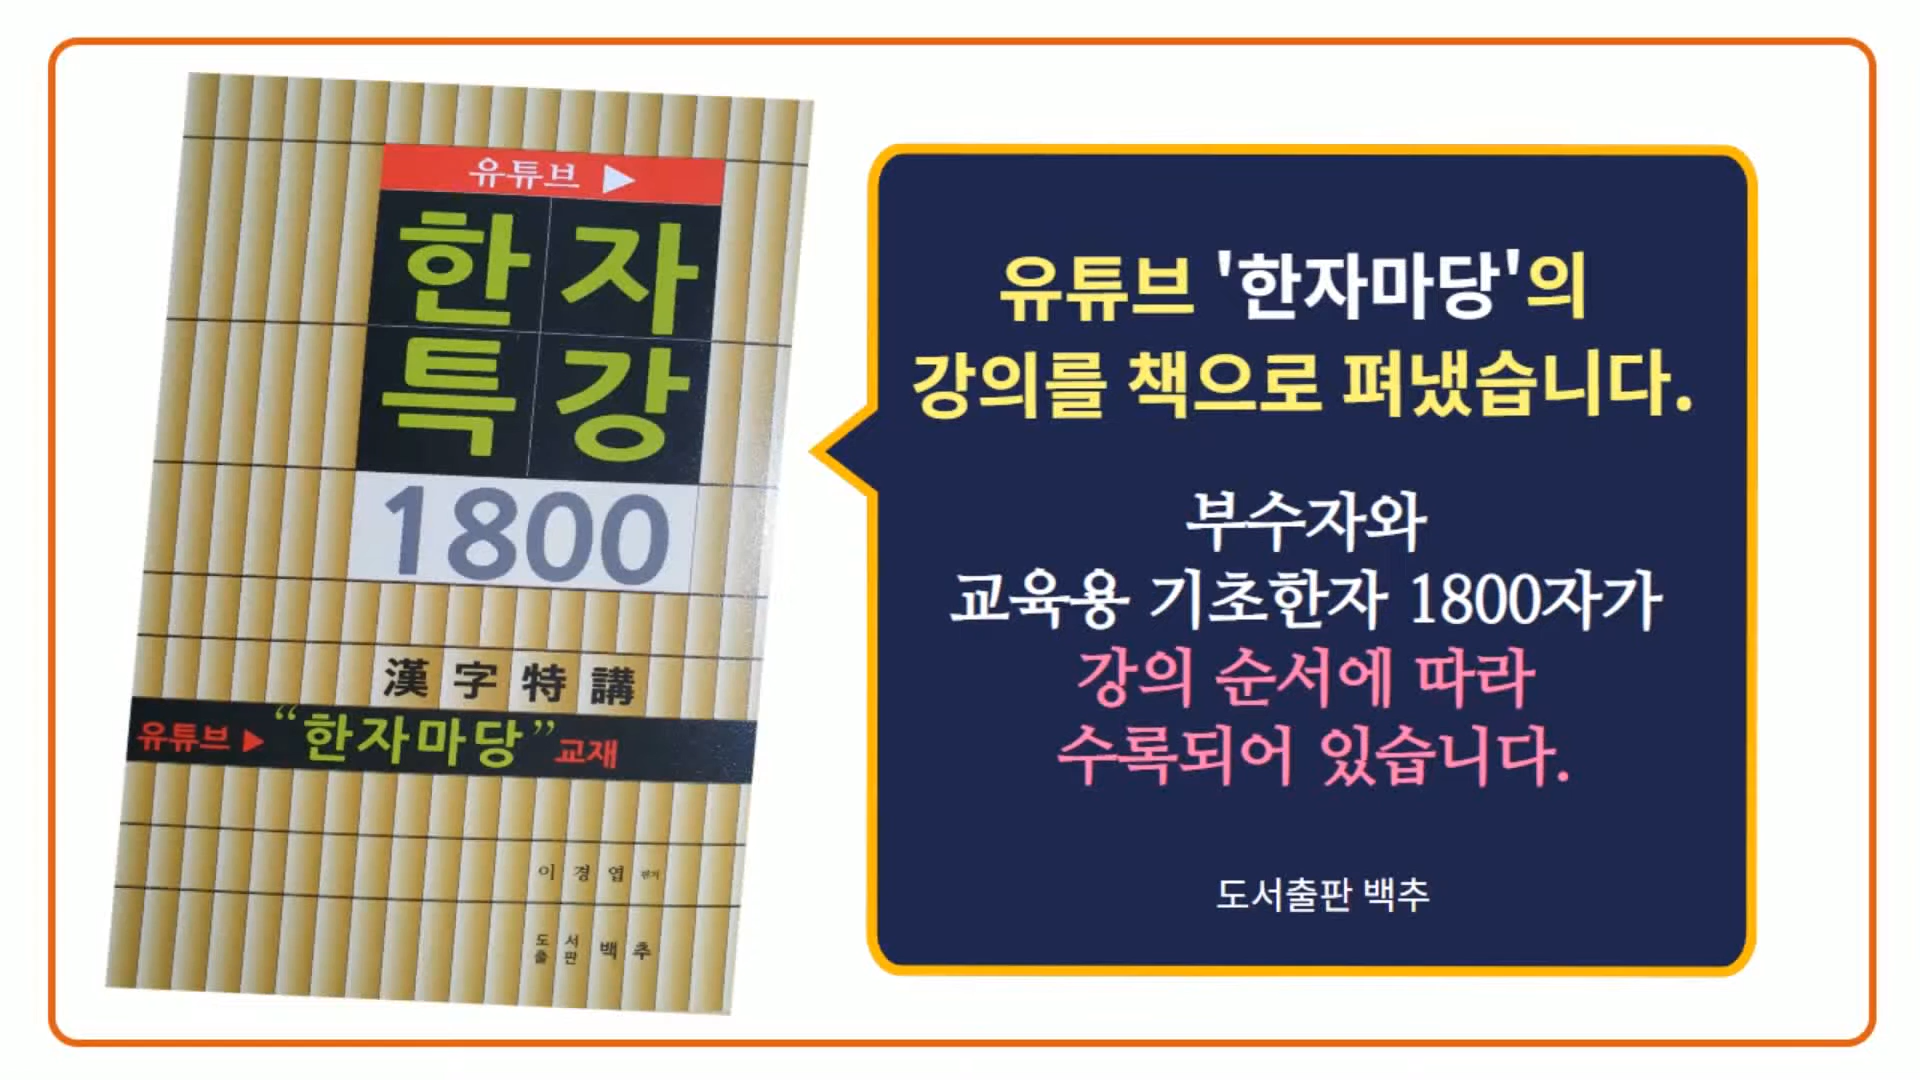 유튜브 ▶
한자
특강
1800
漢字特講
유튜브 ▶ “한자마당” 교재
이경엽 편저
도서출판 백추
유튜브 '한자마당'의
강의를 책으로 펴냈습니다.
부수자와
교육용 기초한자 1800자가
강의 순서에 따라
수록되어 있습니다.
도서출판 백추